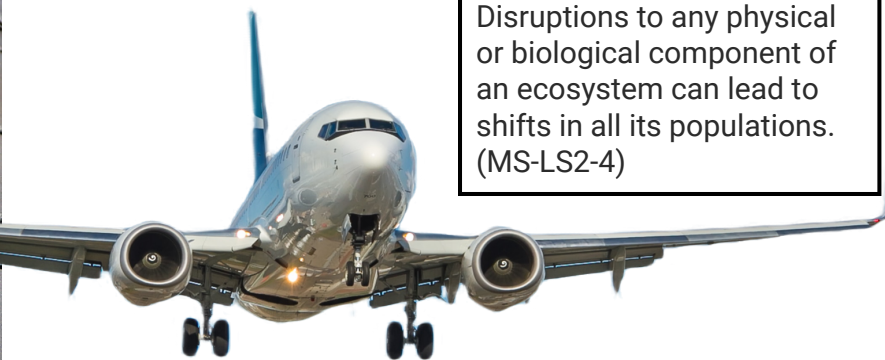 Disruptions to any physical
or biological component of
an ecosystem can lead to
shifts in all its populations.
(MS-LS2-4)